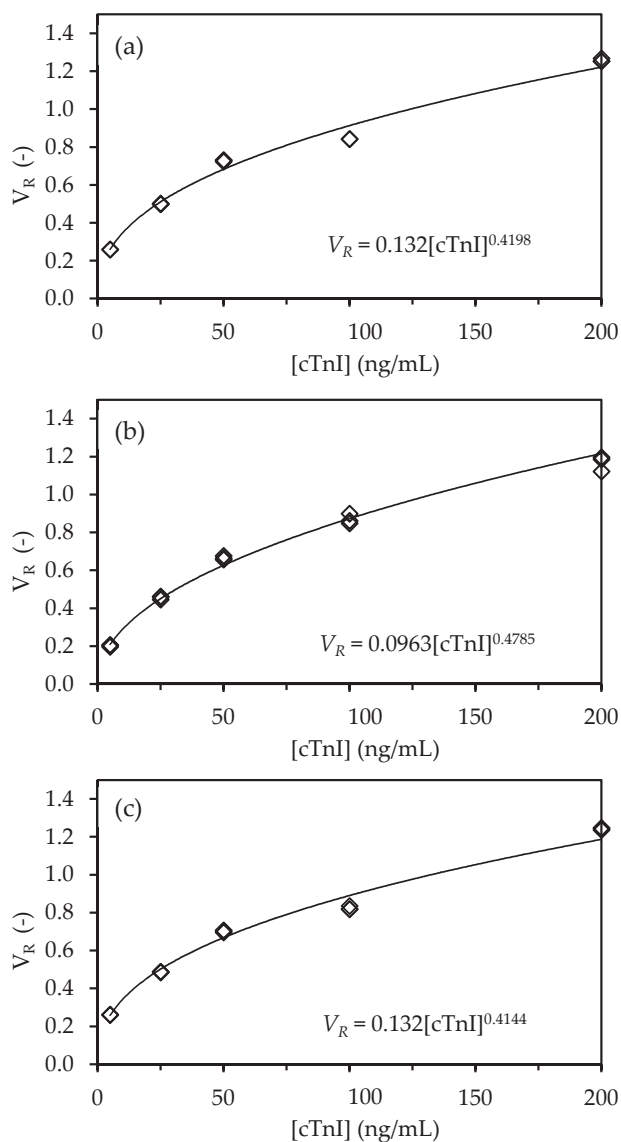 1.4
(a)
1.2
1.0
0.8
V_R (-)
0.6
0.4
V_R = 0.132[cTnI]^0.4198
0.2
0.0
0 50 100 150 200
[cTnI] (ng/mL)
1.4
(b)
1.2
1.0
0.8
V_R (-)
0.6
0.4
V_R = 0.0963[cTnI]^0.4785
0.2
0.0
0 50 100 150 200
[cTnI] (ng/mL)
1.4
(c)
1.2
1.0
0.8
V_R (-)
0.6
0.4
V_R = 0.132[cTnI]^0.4144
0.2
0.0
0 50 100 150 200
[cTnI] (ng/mL)